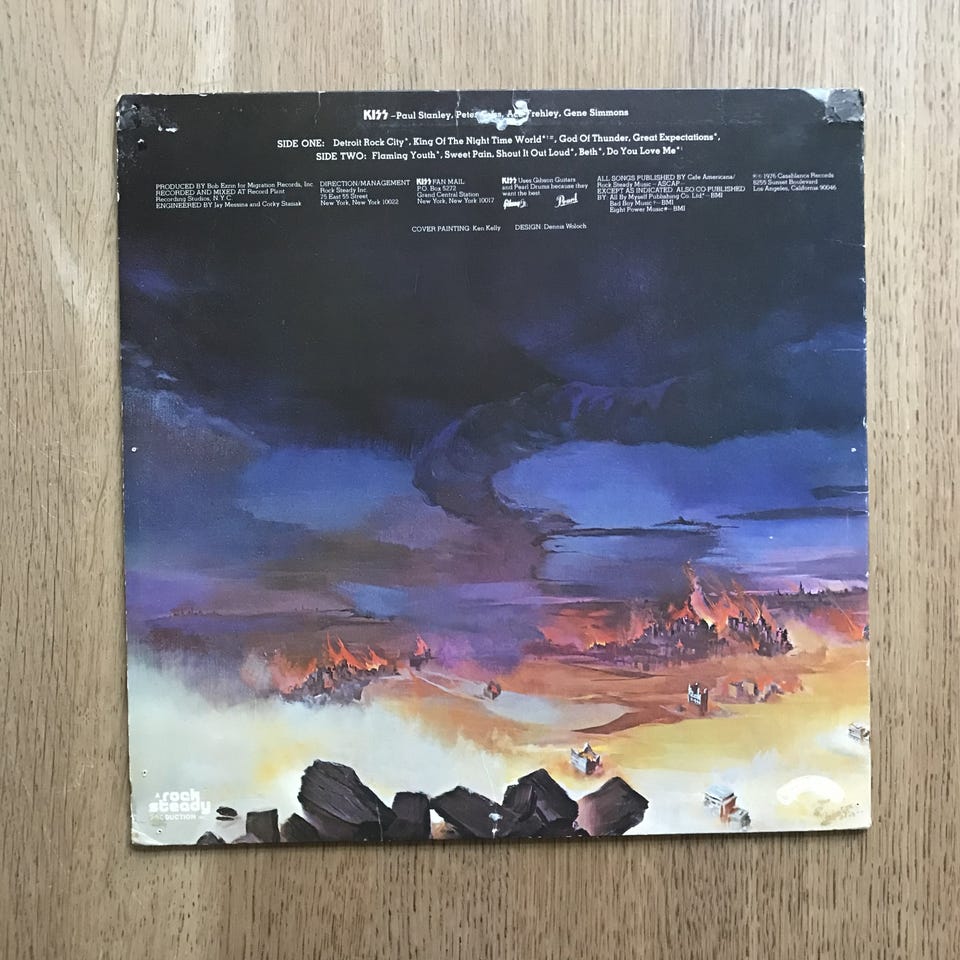 KISS –Paul Stanley, Peter Criss, Ace Frehley, Gene Simmons
SIDE ONE: Detroit Rock City*, King Of The Night Time World*†#, God Of Thunder, Great Expectations*,
SIDE TWO: Flaming Youth*, Sweet Pain, Shout It Out Loud*, Beth*, Do You Love Me*†
PRODUCED BY Bob Ezrin for Migration Records, Inc
RECORDED AND MIXED AT Record Plant
Recording Studios, N.Y.C.
ENGINEERED BY Jay Messina and Corky Stasiak
DIRECTION/MANAGEMENT
Rock Steady Inc.
75 East 55 Street
New York, New York 10022
KISS FAN MAIL
P.O. Box 5272
Grand Central Station
New York, New York 10017
KISS Uses Gibson Guitars
and Pearl Drums because they
want the best
Gibson Pearl
ALL SONGS PUBLISHED BY Cafe Americana/
Rock Steady Music–ASCAP–
EXCEPT AS INDICATED: ALSO CO-PUBLISHED
BY: All By Myself Publishing Co. Ltd.*–BMI
Bad Boy Music†–BMI
Eight Power Music#–BMI
℗© 1976 Casablanca Records
8255 Sunset Boulevard
Los Angeles, California 90046
COVER PAINTING Ken Kelly DESIGN Dennis Woloch
A
rock
steady
PRODUCTION